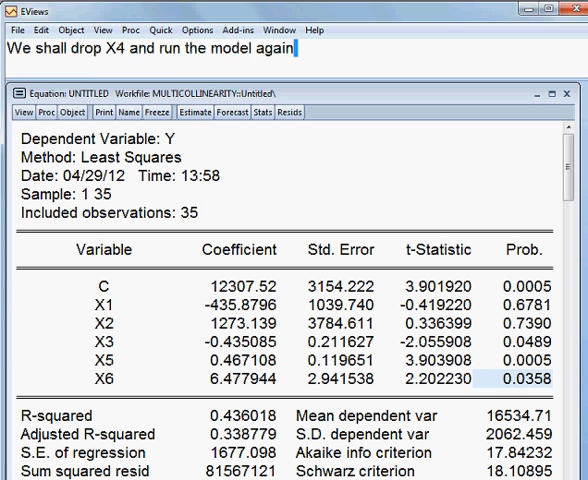 EViews
File Edit Object View Proc Quick Options Add-ins Window Help
We shall drop X4 and run the model again
Equation: UNTITLED Workfile: MULTICOLLINEARITY::Untitled\
View Proc Object Print Name Freeze Estimate Forecast Stats Resids
Dependent Variable: Y
Method: Least Squares
Date: 04/29/12 Time: 13:58
Sample: 1 35
Included observations: 35
Variable Coefficient Std. Error t-Statistic Prob.
C 12307.52 3154.222 3.901920 0.0005
X1 -435.8796 1039.740 -0.419220 0.6781
X2 1273.139 3784.611 0.336399 0.7390
X3 -0.435085 0.211627 -2.055908 0.0489
X5 0.467108 0.119651 3.903908 0.0005
X6 6.477944 2.941538 2.202230 0.0358
R-squared 0.436018 Mean dependent var 16534.71
Adjusted R-squared 0.338779 S.D. dependent var 2062.459
S.E. of regression 1677.098 Akaike info criterion 17.84232
Sum squared resid 81567121 Schwarz criterion 18.10895